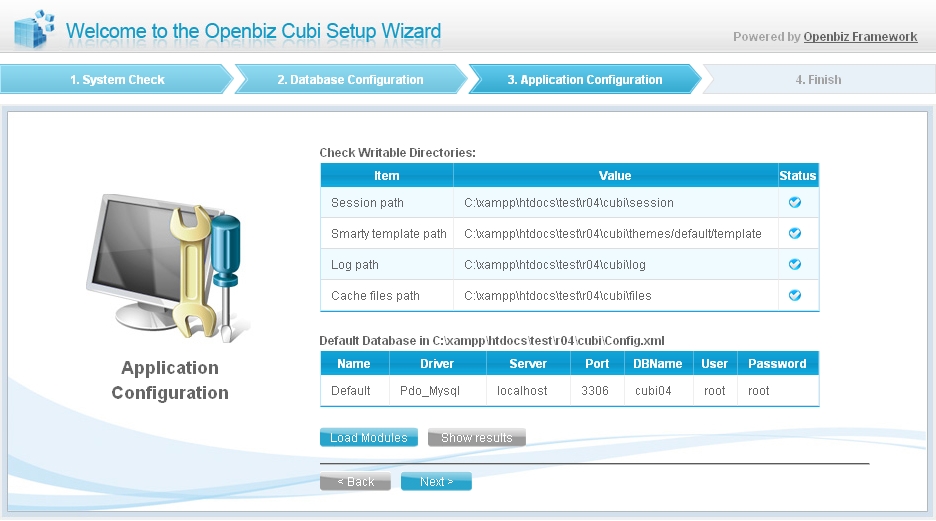 Welcome to the Openbiz Cubi Setup Wizard
Powered by Openbiz Framework
1. System Check 2. Database Configuration 3. Application Configuration 4. Finish
Check Writable Directories:
Item Value Status
Session path C:\xampp\htdocs\test\r04\cubi\session
Smarty template path C:\xampp\htdocs\test\r04\cubi\themes/default/template
Log path C:\xampp\htdocs\test\r04\cubi\log
Cache files path C:\xampp\htdocs\test\r04\cubi\files
Application
Configuration
Default Database in C:\xampp\htdocs\test\r04\cubi\Config.xml
Name Driver Server Port DBName User Password
Default Pdo_Mysql localhost 3306 cubi04 root root
Load Modules Show results
< Back Next >